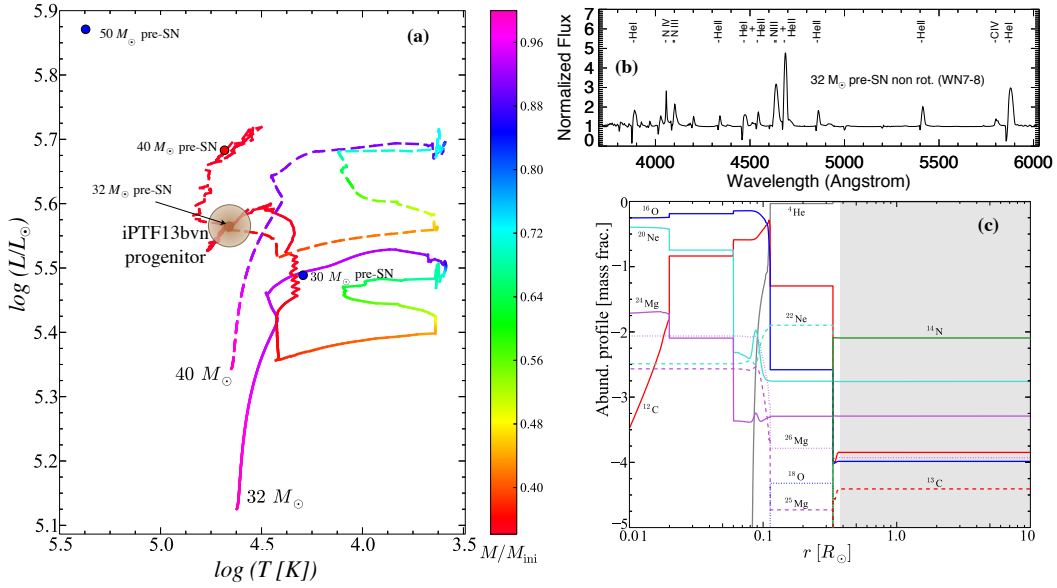 5.9
5.8
5.7
5.6
5.5
5.4
5.3
5.2
5.1
log (L/L⊙)
5.5
5.0
4.5
4.0
3.5
log (T [K])
(a)
50 M⊙ pre-SN
40 M⊙ pre-SN
32 M⊙ pre-SN
iPTF13bvn
progenitor
30 M⊙ pre-SN
40 M⊙
32 M⊙
0.96
0.88
0.80
0.72
0.64
0.56
0.48
0.40
M/Mini
(b)
Normalized Flux
7
6
5
4
3
2
1
0
-HeI
- N IV
- NIII
-HeII
- HeI +
- HeII
- NIII +
- HeII
-HeII
-HeII
-CIV
-HeI
32 M⊙ pre-SN non rot. (WN7-8)
4000
4500
5000
5500
6000
Wavelength (Angstrom)
(c)
Abund. profile [mass frac.]
0
−1
−2
−3
−4
−5
16O
4He
20Ne
24Mg
22Ne
14N
12C
26Mg
18O
25Mg
13C
0.01
0.1
1.0
10
r [R⊙]